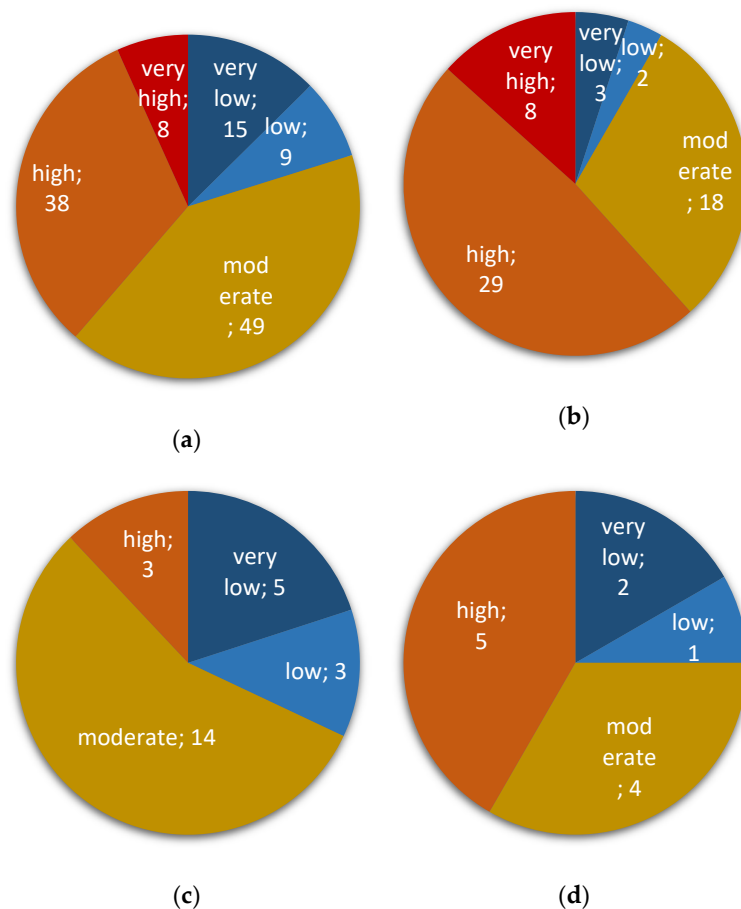 very
high;
8
very
low;
15
low;
9
high;
38
mod
erate
; 49
(a)
very
high;
8
very
low;
3
low;
2
mod
erate
; 18
high;
29
(b)
high;
3
very
low; 5
low; 3
moderate; 14
(c)
very
low;
2
low;
1
high;
5
mod
erate
; 4
(d)